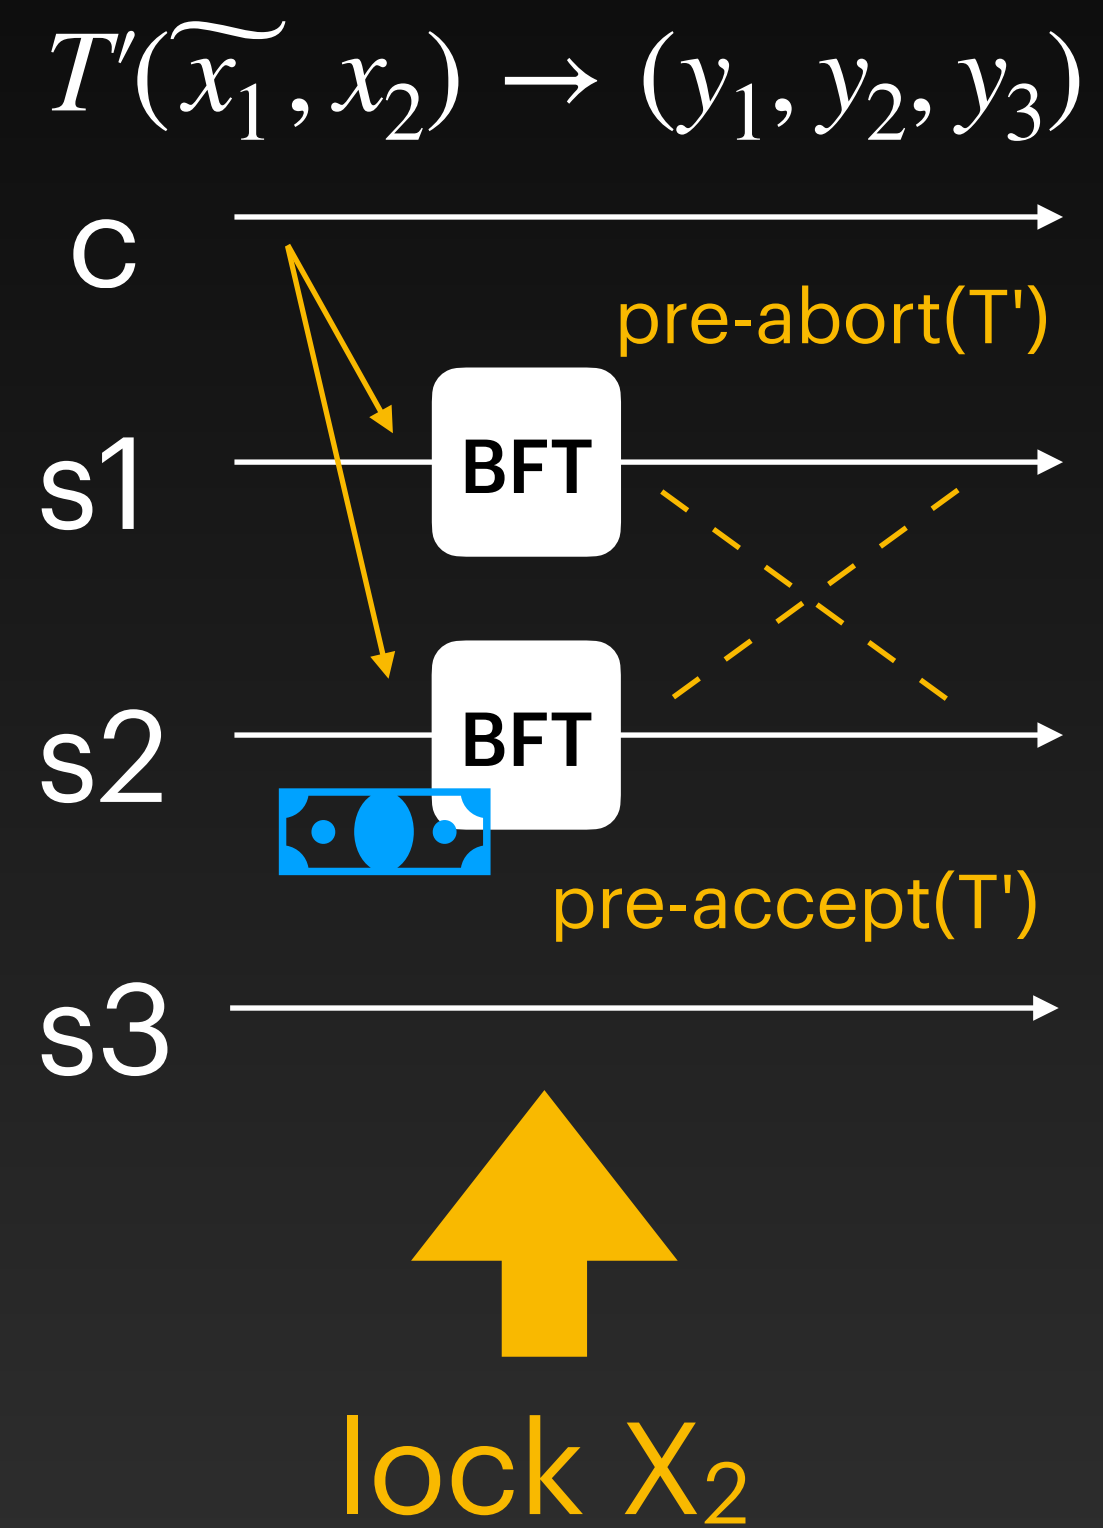 T′(x̃₁, x₂) → (y₁, y₂, y₃)
c
pre-abort(T')
s1
BFT
s2
BFT
pre-accept(T')
s3
lock X₂